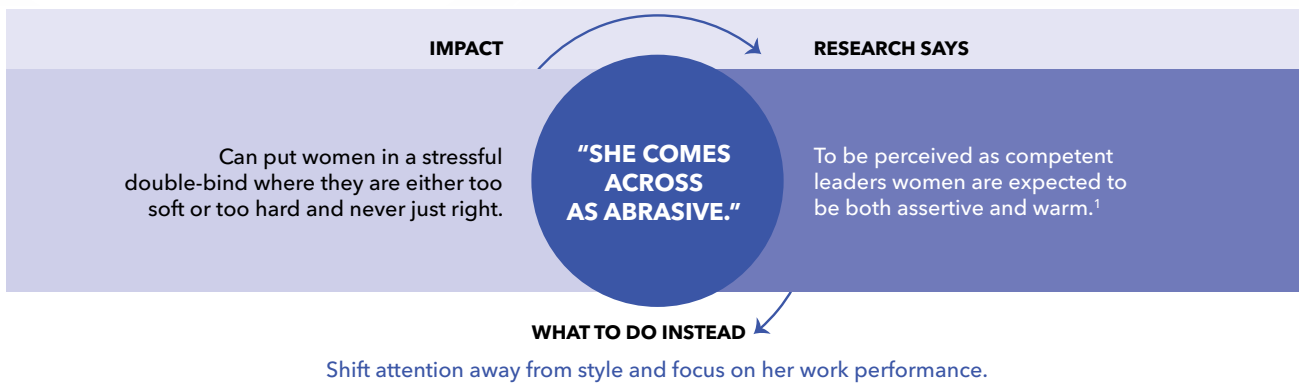 IMPACT
Can put women in a stressful
double-bind where they are either too
soft or too hard and never just right.
"SHE COMES
ACROSS
AS ABRASIVE."
RESEARCH SAYS
To be perceived as competent
leaders women are expected to
be both assertive and warm.¹
WHAT TO DO INSTEAD
Shift attention away from style and focus on her work performance.